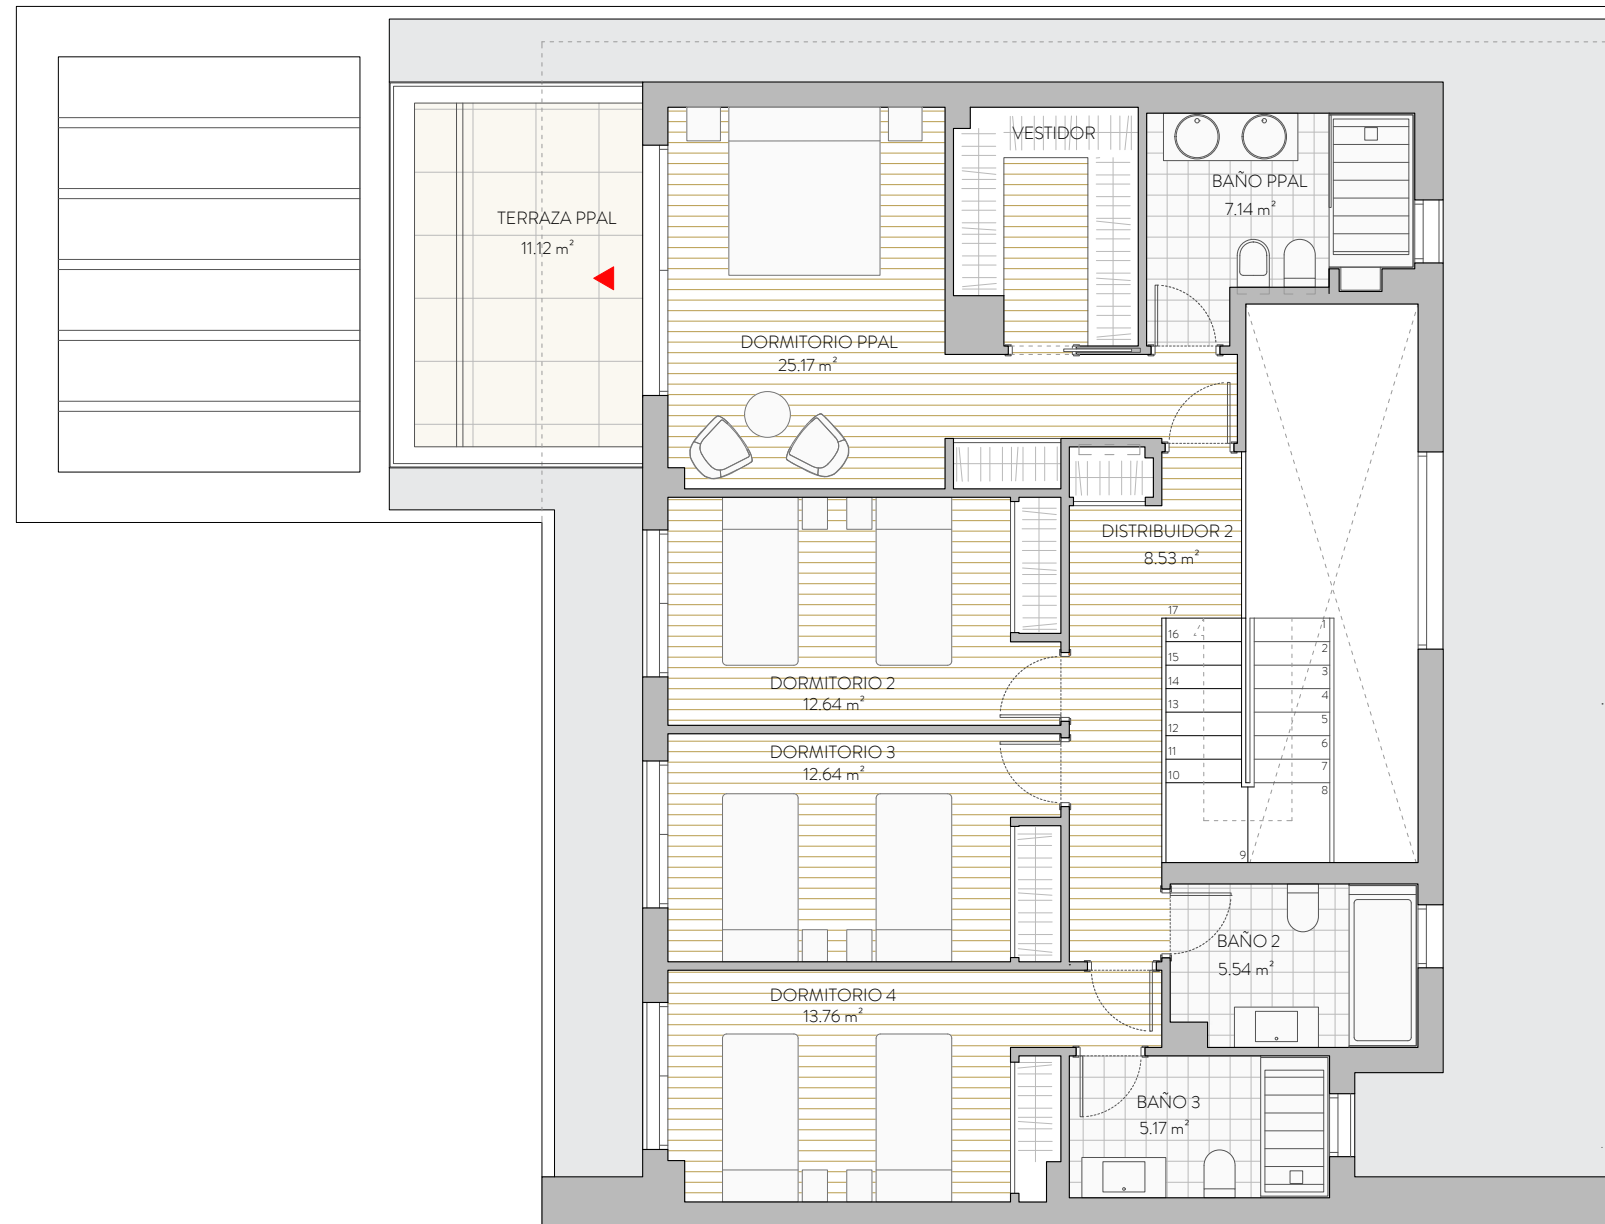 VESTIDOR
BAÑO PPAL
7.14 m²
TERRAZA PPAL
11.12 m²
DORMITORIO PPAL
25.17 m²
DISTRIBUIDOR 2
8.53 m²
17
16
15
14
13
12
11
10
9
1
2
3
4
5
6
7
8
DORMITORIO 2
12.64 m²
DORMITORIO 3
12.64 m²
BAÑO 2
5.54 m²
DORMITORIO 4
13.76 m²
BAÑO 3
5.17 m²